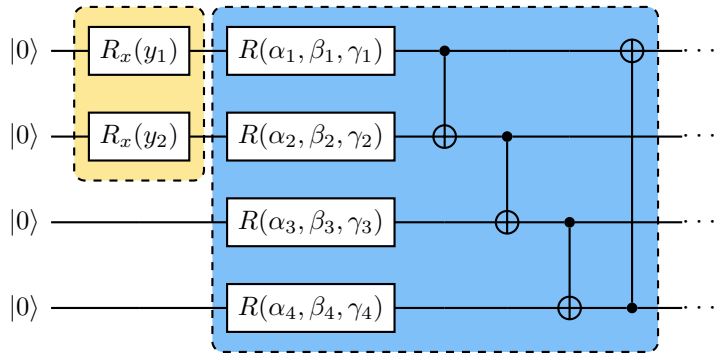 |0⟩ R_x(y_1) R(α_1, β_1, γ_1) ···
|0⟩ R_x(y_2) R(α_2, β_2, γ_2) ···
|0⟩ R(α_3, β_3, γ_3) ···
|0⟩ R(α_4, β_4, γ_4) ···